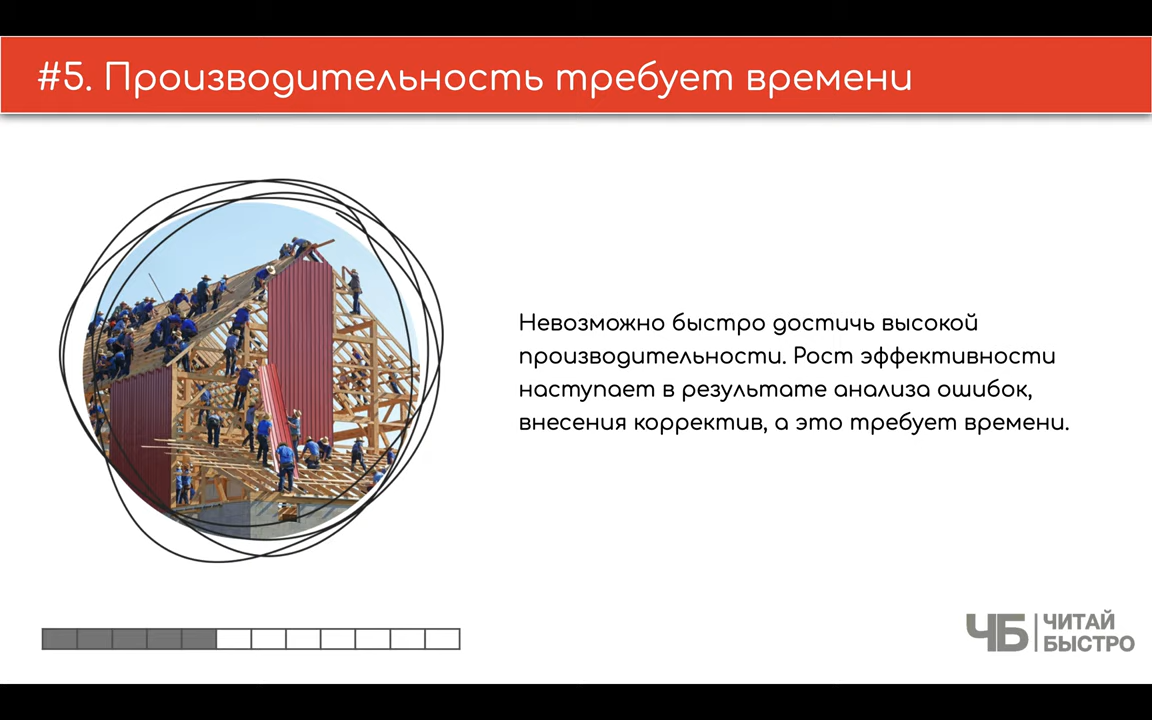 #5. Производительность требует времени
Невозможно быстро достичь высокой
производительности. Рост эффективности
наступает в результате анализа ошибок,
внесения корректив, а это требует времени.
ЧБ
ЧИТАЙ
БЫСТРО